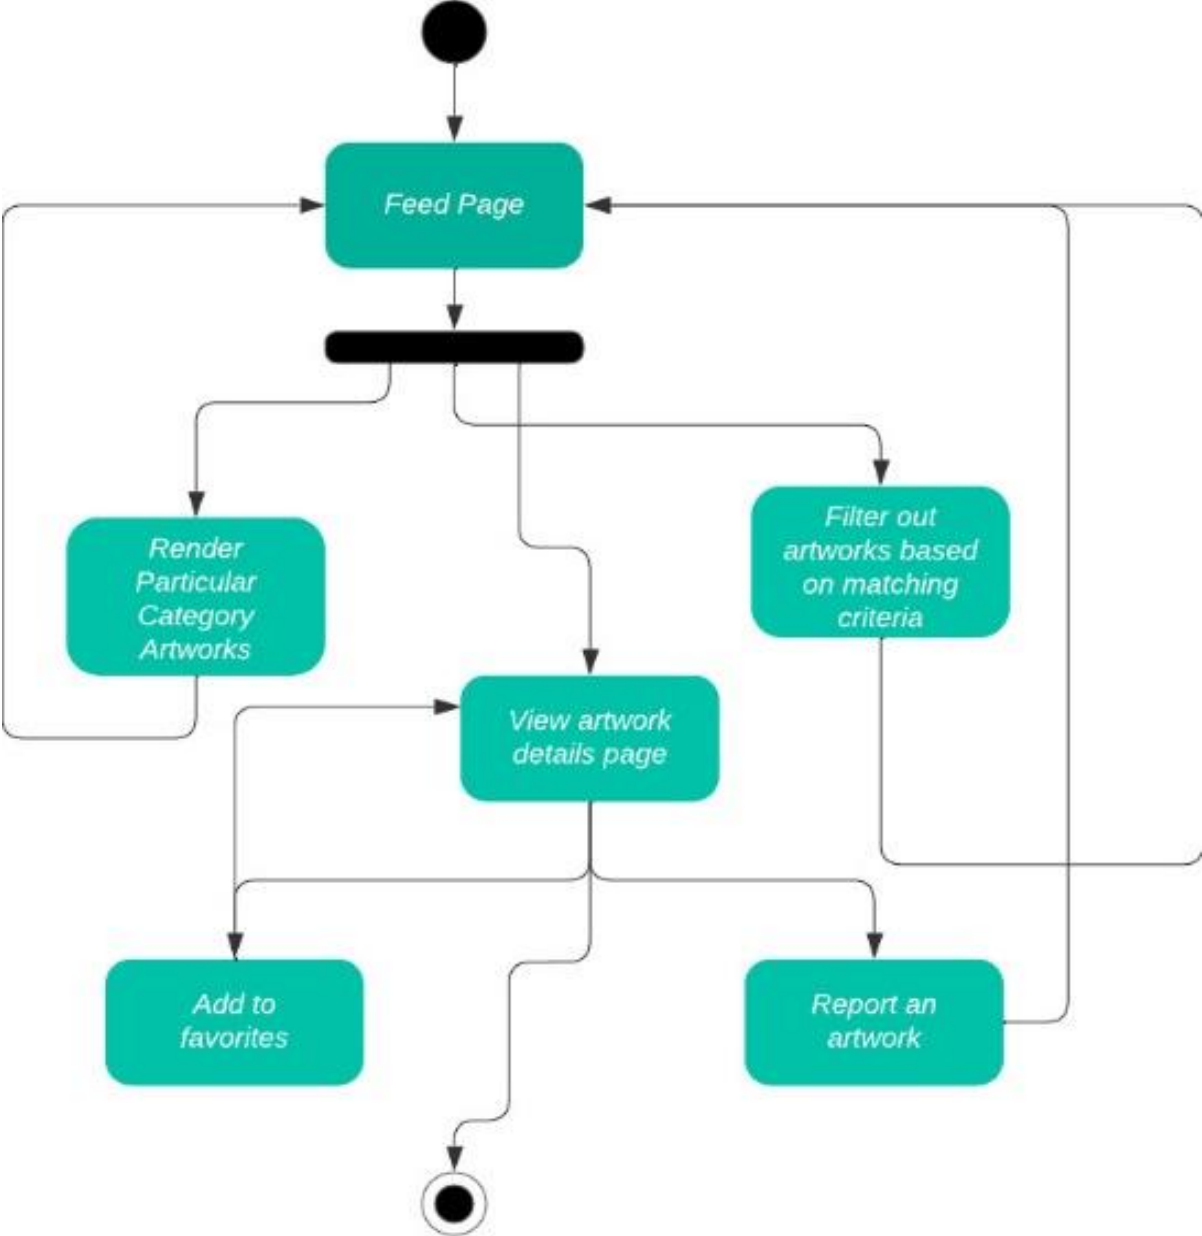 Feed Page
Render
Particular
Category
Artworks
Filter out
artworks based
on matching
criteria
View artwork
details page
Add to
favorites
Report an
artwork